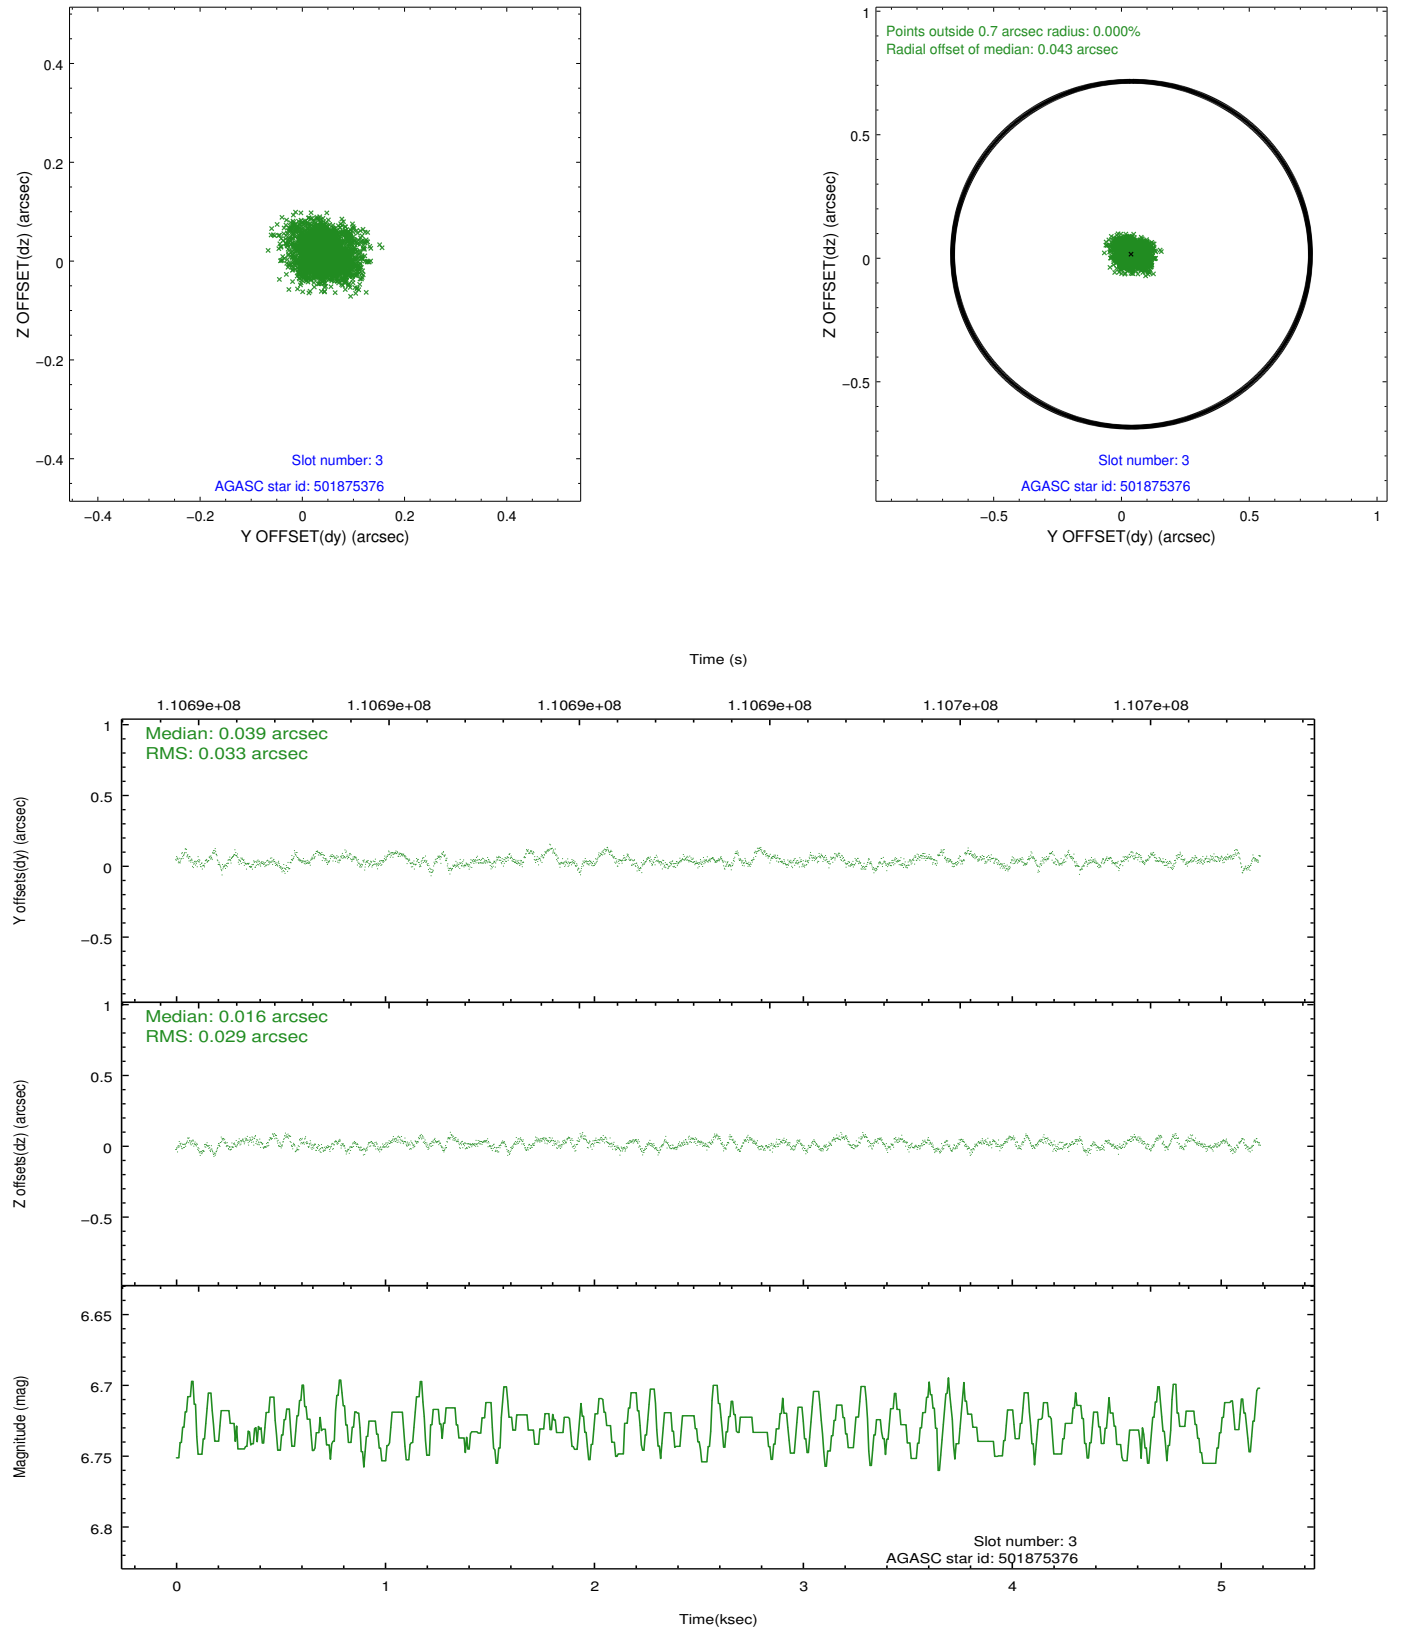 0.4
0.2
0
−0.2
−0.4
Z OFFSET(dz) (arcsec)
Slot number: 3
AGASC star id: 501875376
−0.4 −0.2 0 0.2 0.4
Y OFFSET(dy) (arcsec)
Points outside 0.7 arcsec radius: 0.000%
Radial offset of median: 0.043 arcsec
1
0.5
0
−0.5
Z OFFSET(dz) (arcsec)
Slot number: 3
AGASC star id: 501875376
−0.5 0 0.5 1
Y OFFSET(dy) (arcsec)
Time (s)
1.1069e+08 1.1069e+08 1.1069e+08 1.1069e+08 1.107e+08 1.107e+08
Median: 0.039 arcsec
RMS: 0.033 arcsec
1
0.5
0
−0.5
Y offsets(dy) (arcsec)
Median: 0.016 arcsec
RMS: 0.029 arcsec
1
0.5
0
−0.5
Z offsets(dz) (arcsec)
6.65
6.7
6.75
6.8
Magnitude (mag)
Slot number: 3
AGASC star id: 501875376
0 1 2 3 4 5
Time(ksec)